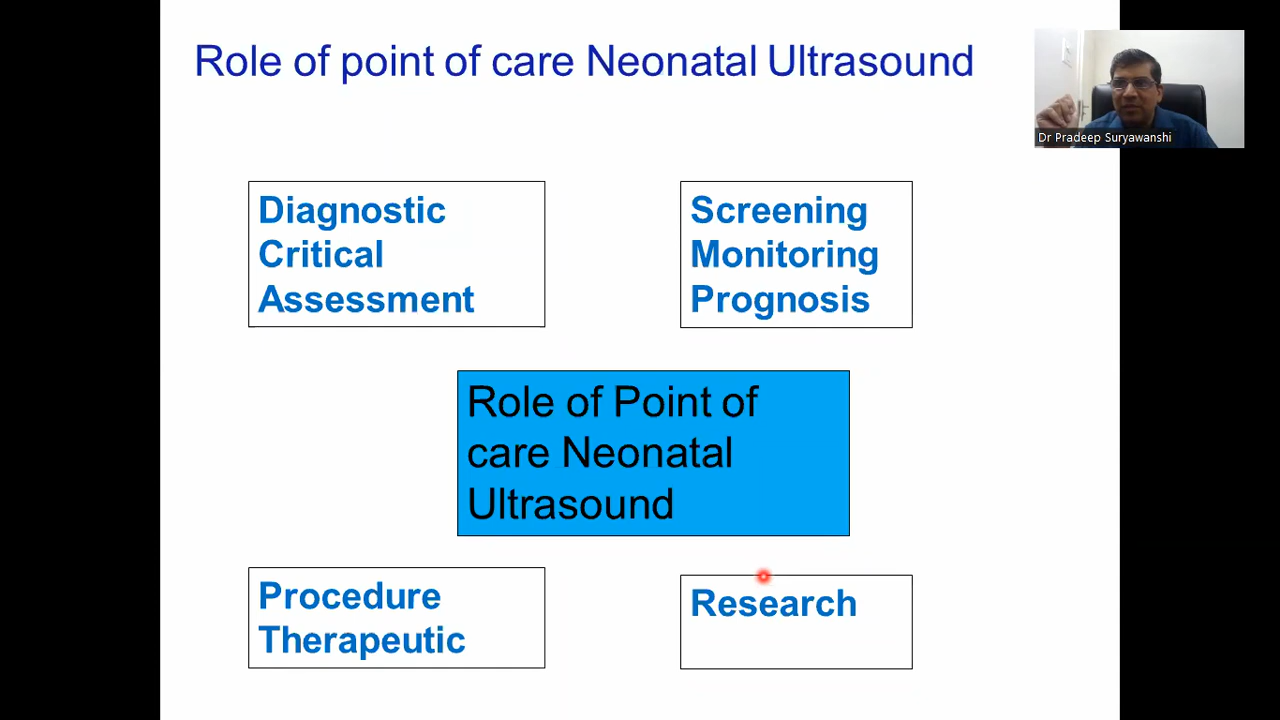 Role of point of care Neonatal Ultrasound
Dr Pradeep Suryawanshi
Diagnostic
Critical
Assessment
Screening
Monitoring
Prognosis
Role of Point of
care Neonatal
Ultrasound
Procedure
Therapeutic
Research